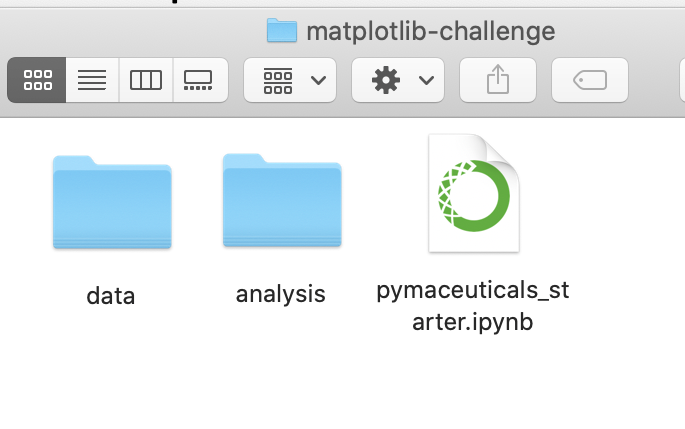 matplotlib-challenge
data
analysis
pymaceuticals_st
arter.ipynb